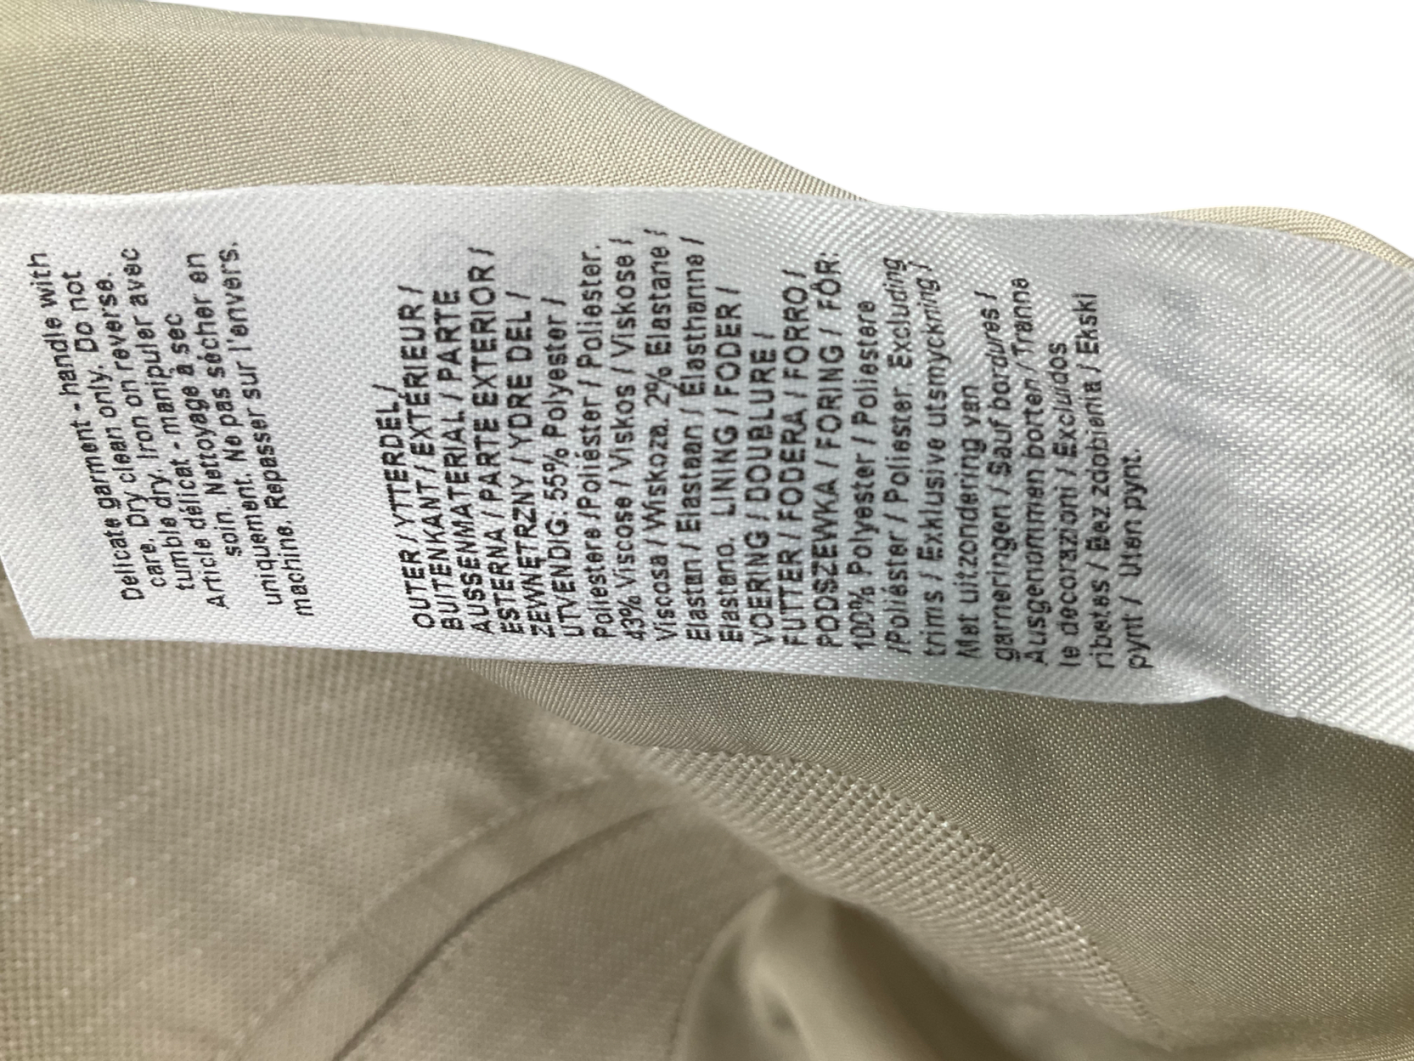 Delicate garment - handle with
care. Dry clean only. Do not
tumble dry. Iron on reverse.
Article délicat - manipuler avec
soin. Nettoyage à sec
uniquement. Ne pas sécher en
machine. Repasser sur l'envers.
OUTER / YTTERDEL /
BUITENKANT / EXTÉRIEUR /
AUSSENMATERIAL / PARTE
ESTERNA / PARTE EXTERIOR /
ZEWNĘTRZNY / YDRE DEL /
UTVENDIG: 55% Polyester /
Poliestere /Poliéster / Poliester.
43% Viscose / Viskos / Viskose /
Viscosa / Wiskoza. 2% Elastane /
Elastan / Elastaan / Élasthanne /
Elastano. LINING / FODER /
VOERING / DOUBLURE /
FUTTER / FODERA / FORRO /
PODSZEWKA / FORING / FÔR:
100% Polyester / Poliestere
/Poliéster / Poliester. Excluding
trims / Exklusive utsmyckning /
Met uitzondering van
garneringen / Sauf bordures /
Ausgenommen borten / Tranne
le decorazioni / Excluidos
ribetes / Bez zdobienia / Ekskl
pynt / Uten pynt.